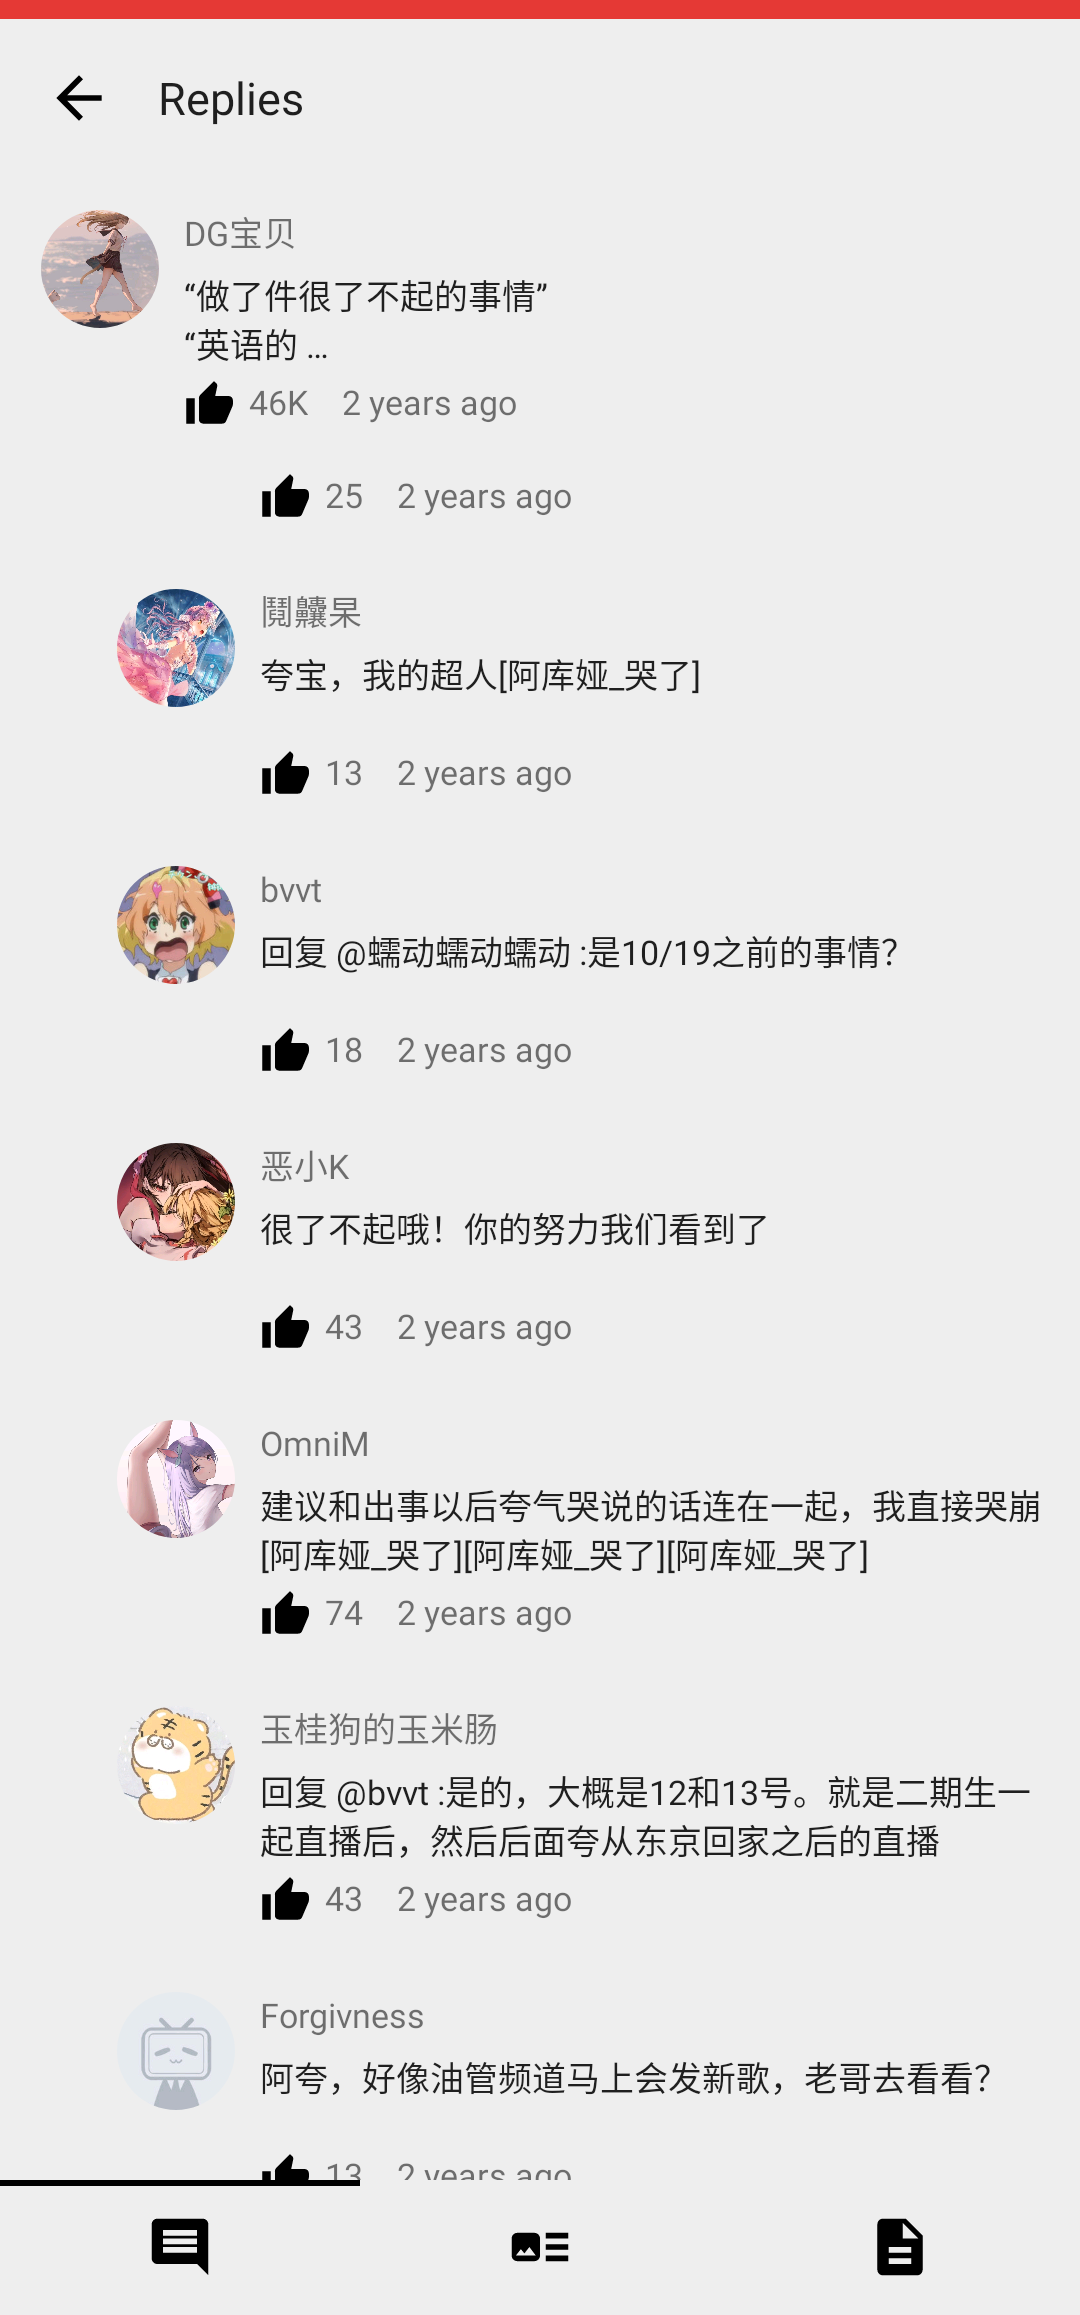 Replies
DG宝贝
“做了件很了不起的事情”
“英语的 ...
46K 2 years ago
25 2 years ago
夸宝，我的超人[阿库娅_哭了]
13 2 years ago
bvvt
回复 @蠕动蠕动蠕动 :是10/19之前的事情？
18 2 years ago
恶小K
很了不起哦！你的努力我们看到了
43 2 years ago
OmniM
建议和出事以后夸气哭说的话连在一起，我直接哭崩
[阿库娅_哭了][阿库娅_哭了][阿库娅_哭了]
74 2 years ago
玉桂狗的玉米肠
回复 @bvvt :是的，大概是12和13号。就是二期生一
起直播后，然后后面夸从东京回家之后的直播
43 2 years ago
Forgivness
阿夸，好像油管频道马上会发新歌，老哥去看看？
13 2 years ago